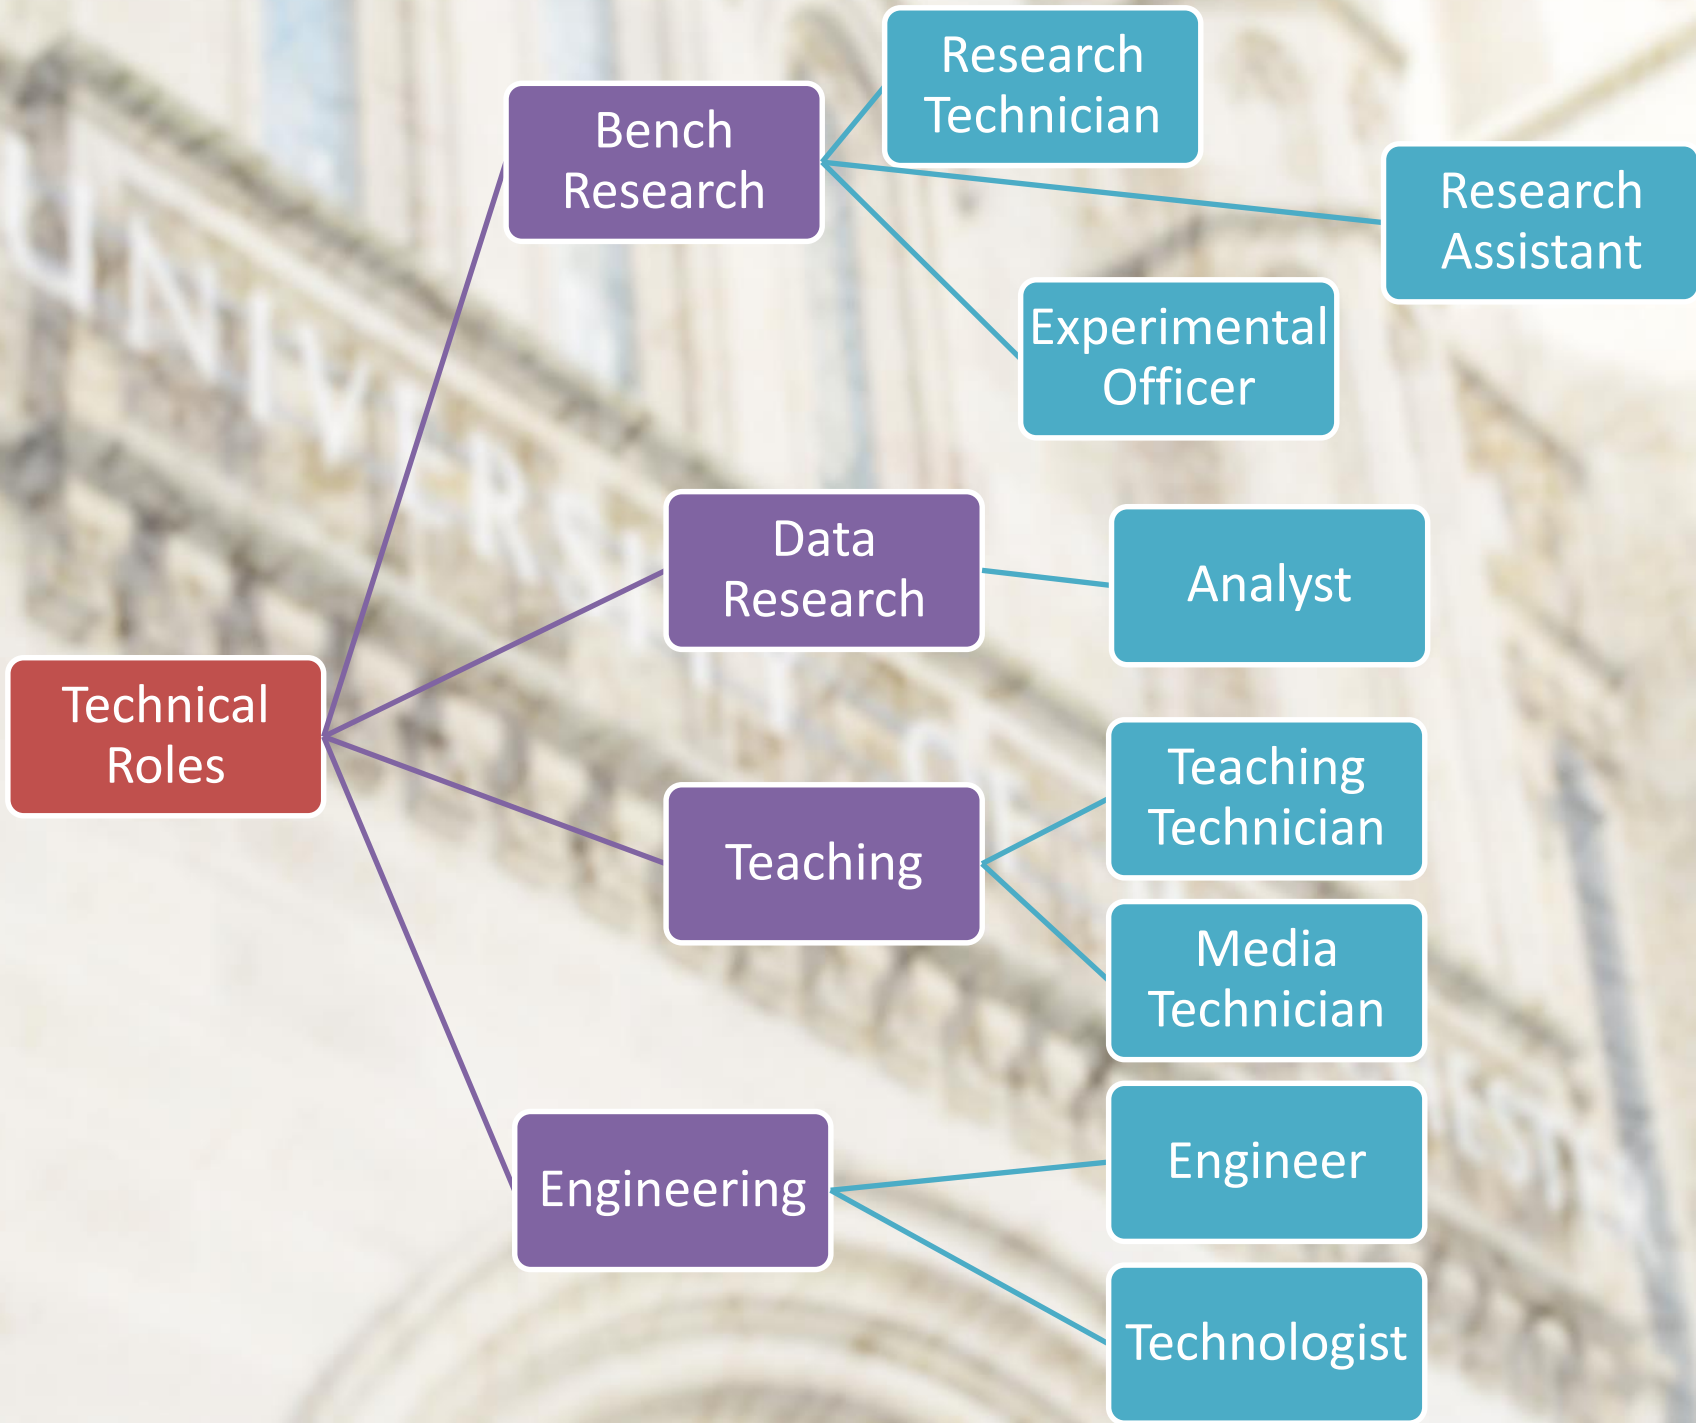 Research
Technician
Bench
Research
Research
Assistant
Experimental
Officer
Data
Research
Analyst
Technical
Roles
Teaching
Technician
Teaching
Media
Technician
Engineering
Engineer
Technologist
UNIVERSITY